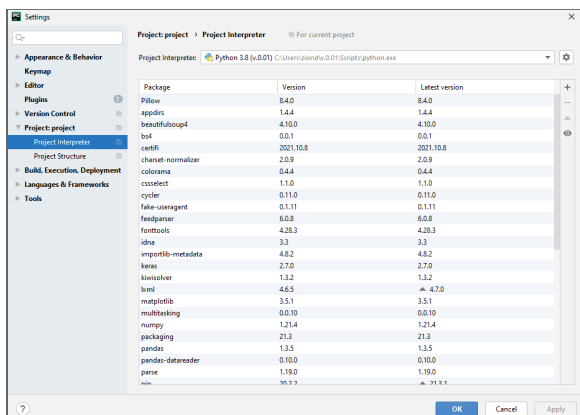 Settings
Project: project › Project Interpreter For current project
Appearance & Behavior
Keymap
Editor
Plugins 1
Version Control
Project: project
Project Interpreter
Project Structure
Build, Execution, Deployment
Languages & Frameworks
Tools
Project Interpreter: Python 3.8 (v.0.01) C:\Users\ziond\v.0.01\Scripts\python.exe
Package Version Latest version
Pillow 8.4.0 8.4.0
appdirs 1.4.4 1.4.4
beautifulsoup4 4.10.0 4.10.0
bs4 0.0.1 0.0.1
certifi 2021.10.8 2021.10.8
charset-normalizer 2.0.9 2.0.9
colorama 0.4.4 0.4.4
cssselect 1.1.0 1.1.0
cycler 0.11.0 0.11.0
fake-useragent 0.1.11 0.1.11
feedparser 6.0.8 6.0.8
fonttools 4.28.3 4.28.3
idna 3.3 3.3
importlib-metadata 4.8.2 4.8.2
keras 2.7.0 2.7.0
kiwisolver 1.3.2 1.3.2
lxml 4.6.5 4.7.0
matplotlib 3.5.1 3.5.1
multitasking 0.0.10 0.0.10
numpy 1.21.4 1.21.4
packaging 21.3 21.3
pandas 1.3.5 1.3.5
pandas-datareader 0.10.0 0.10.0
parse 1.19.0 1.19.0
pip 20.2.2 21.3.1
? OK Cancel Apply